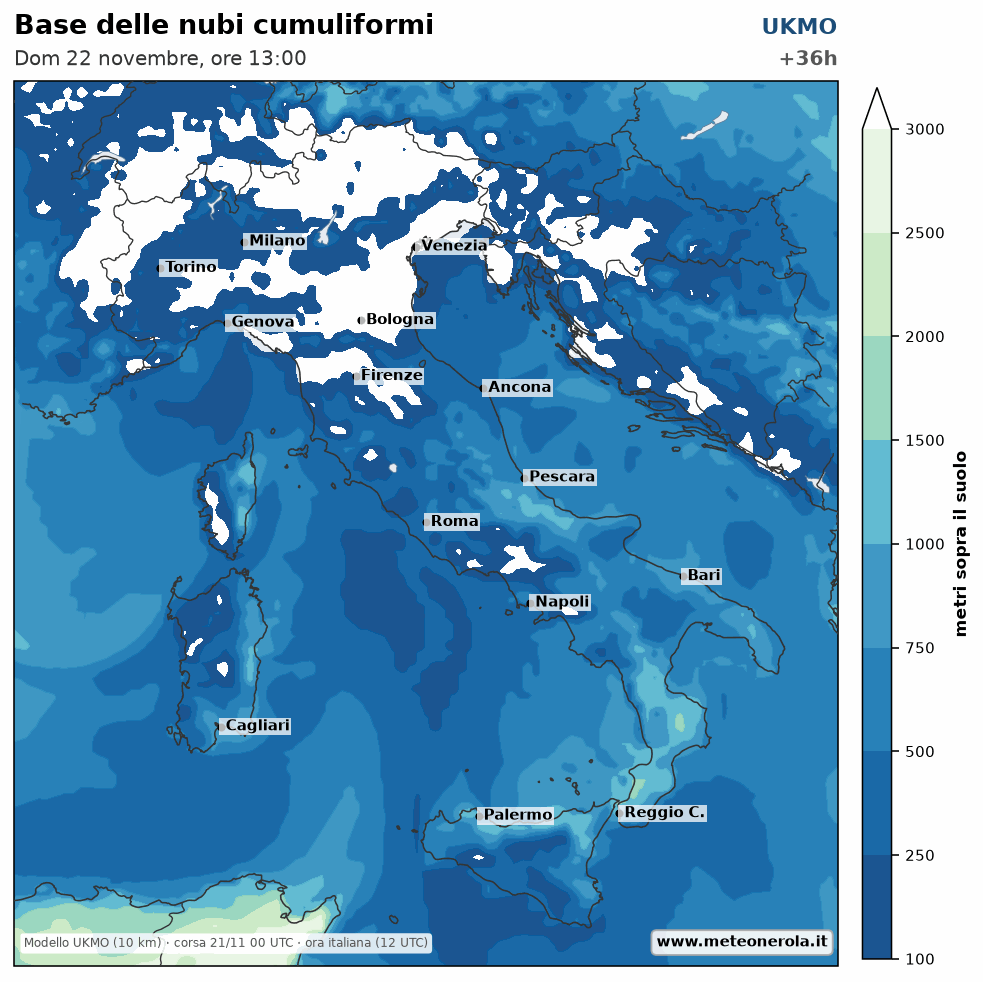 Base delle nubi cumuliformi
UKMO
Dom 22 novembre, ore 13:00
+36h
Milano
Venezia
Torino
Genova
Bologna
Firenze
Ancona
Pescara
Roma
Bari
Napoli
Cagliari
Palermo
Reggio C.
3000
2500
2000
1500
1000
750
500
250
100
metri sopra il suolo
Modello UKMO (10 km) · corsa 21/11 00 UTC · ora italiana (12 UTC)
www.meteonerola.it